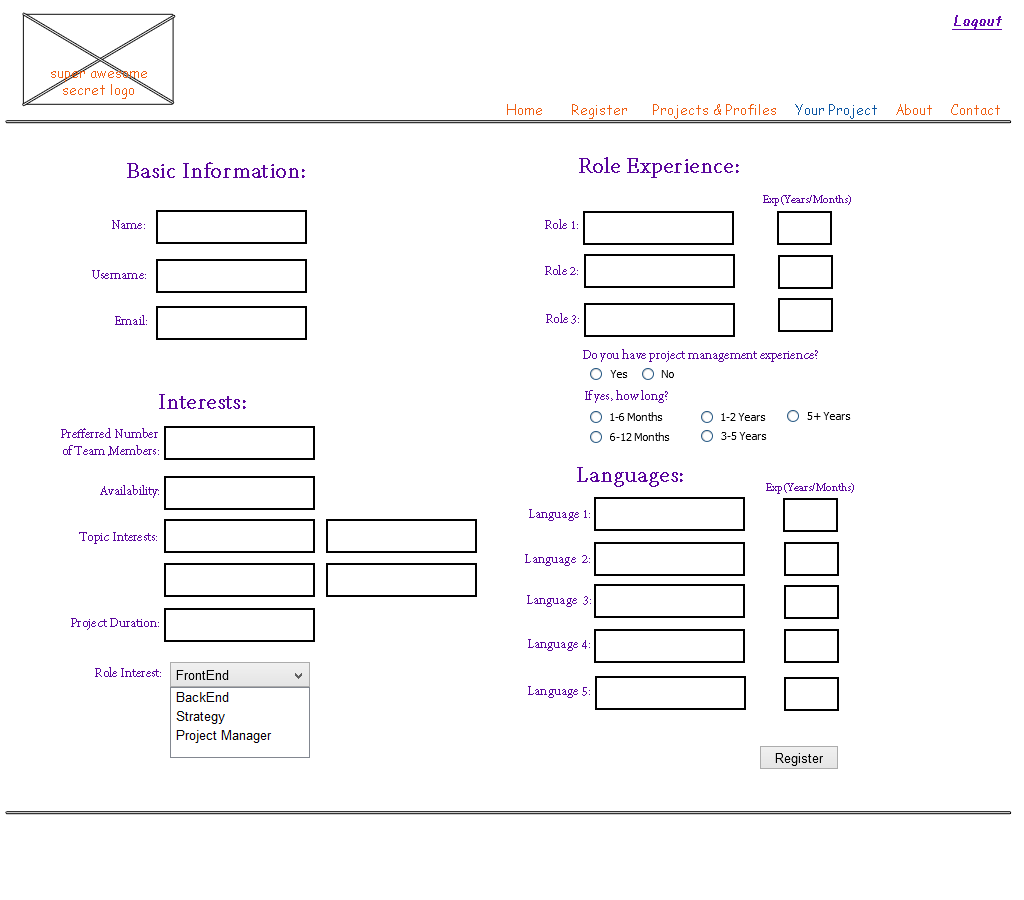 Logout
super awesome
secret logo
Home Register Projects & Profiles Your Project About Contact
Basic Information:
Name:
Username:
Email:
Interests:
Prefferred Number
of Team Members:
Availability:
Topic Interests:
Project Duration:
Role Interest:
FrontEnd
BackEnd
Strategy
Project Manager
Role Experience:
Exp(Years/Months)
Role 1:
Role 2:
Role 3:
Do you have project management experience?
Yes No
If yes, how long?
1-6 Months 1-2 Years 5+ Years
6-12 Months 3-5 Years
Languages:
Exp(Years/Months)
Language 1:
Language 2:
Language 3:
Language 4:
Language 5:
Register